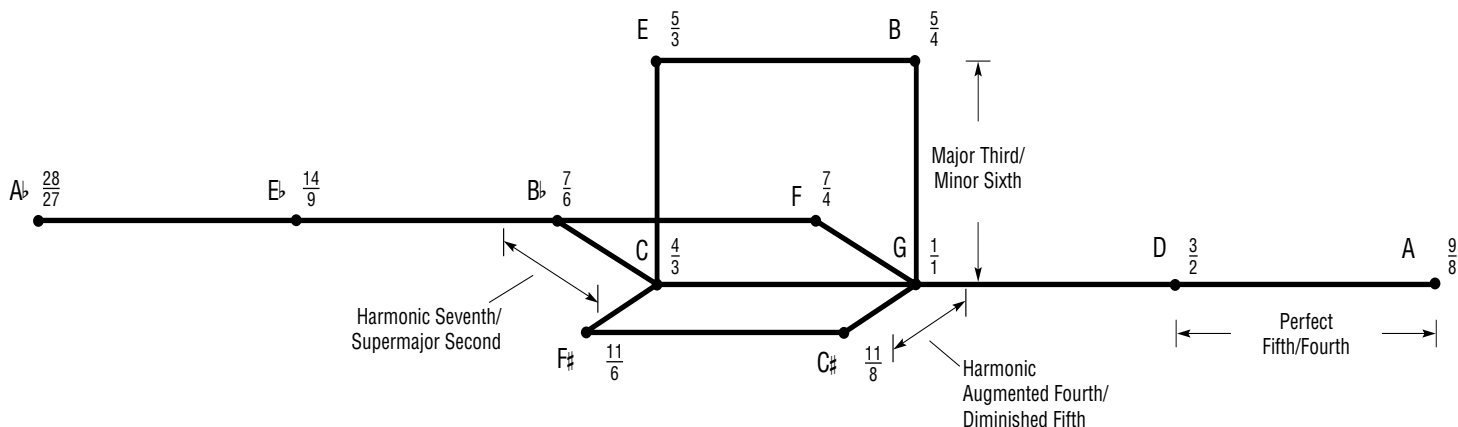 E 5/3
B 5/4
Major Third/
Minor Sixth
A♭ 28/27
E♭ 14/9
B♭ 7/6
F 7/4
C 4/3
G 1/1
D 3/2
A 9/8
Harmonic Seventh/
Supermajor Second
Perfect
Fifth/Fourth
F♯ 11/6
C♯ 11/8
Harmonic
Augmented Fourth/
Diminished Fifth